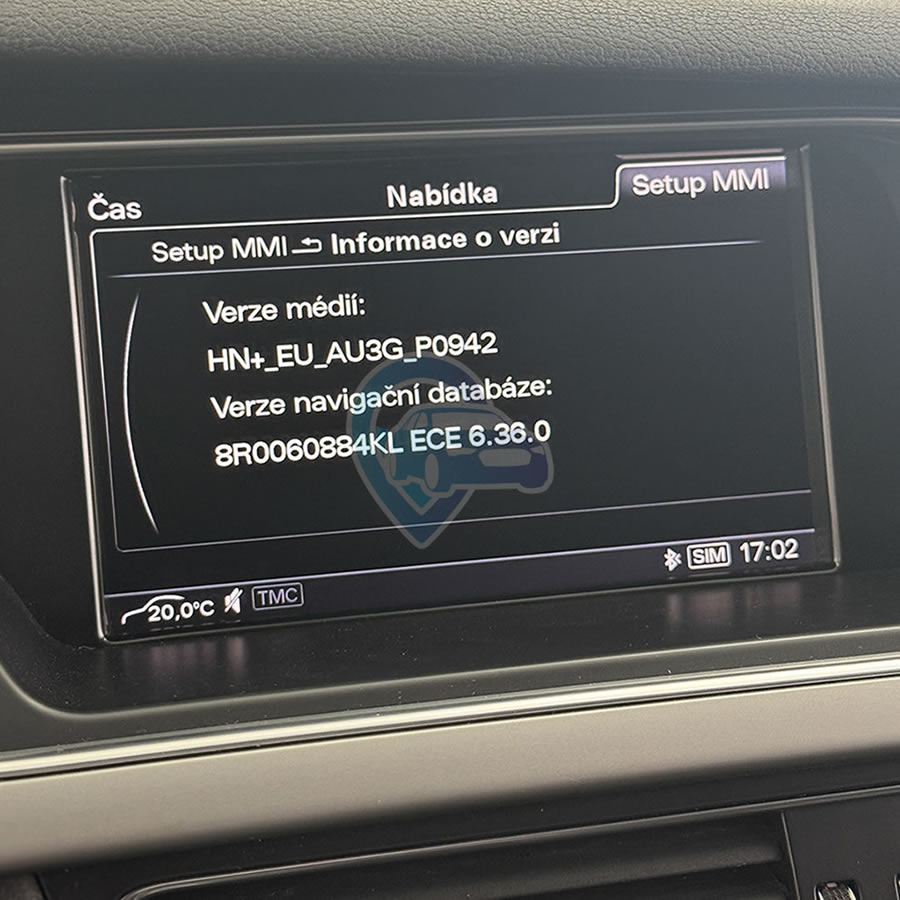 Čas
Nabídka
Setup MMI
Setup MMI Informace o verzi
Verze médií:
HN+_EU_AU3G_P0942
Verze navigační databáze:
8R0060884KL ECE 6.36.0
20,0°C TMC
SIM 17:02